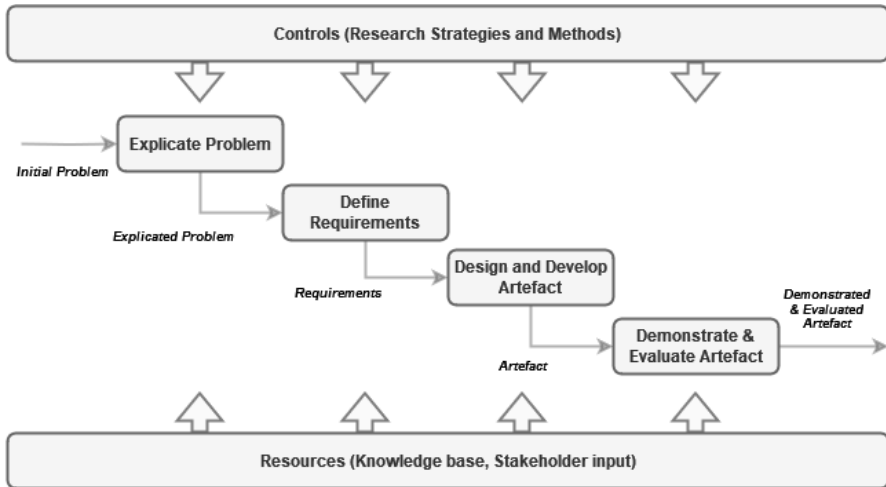 Controls (Research Strategies and Methods)
Explicate Problem
Initial Problem
Define
Requirements
Explicated Problem
Design and Develop
Artefact
Requirements
Demonstrated
& Evaluated
Artefact
Demonstrate &
Evaluate Artefact
Artefact
Resources (Knowledge base, Stakeholder input)